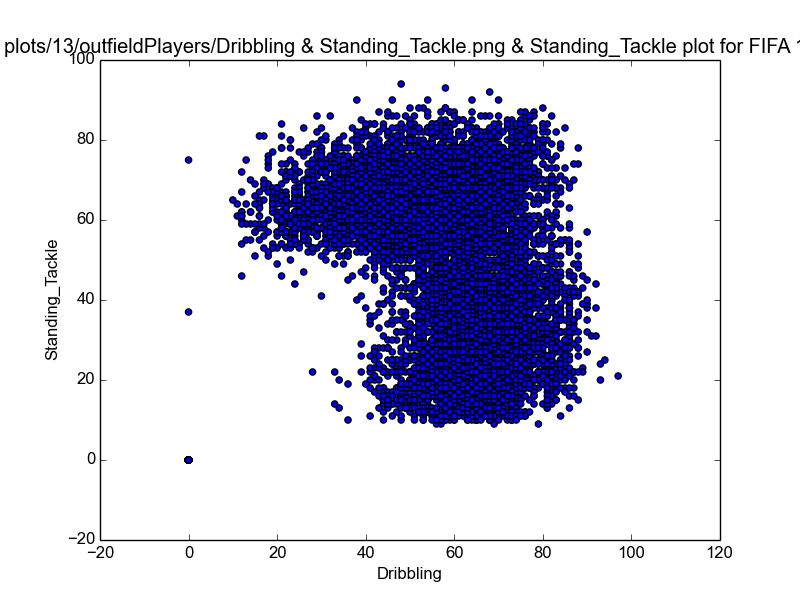 plots/13/outfieldPlayers/Dribbling & Standing_Tackle.png & Standing_Tackle plot for FIFA 1
100
80
60
40
20
0
−20
Standing_Tackle
−20 0 20 40 60 80 100 120
Dribbling